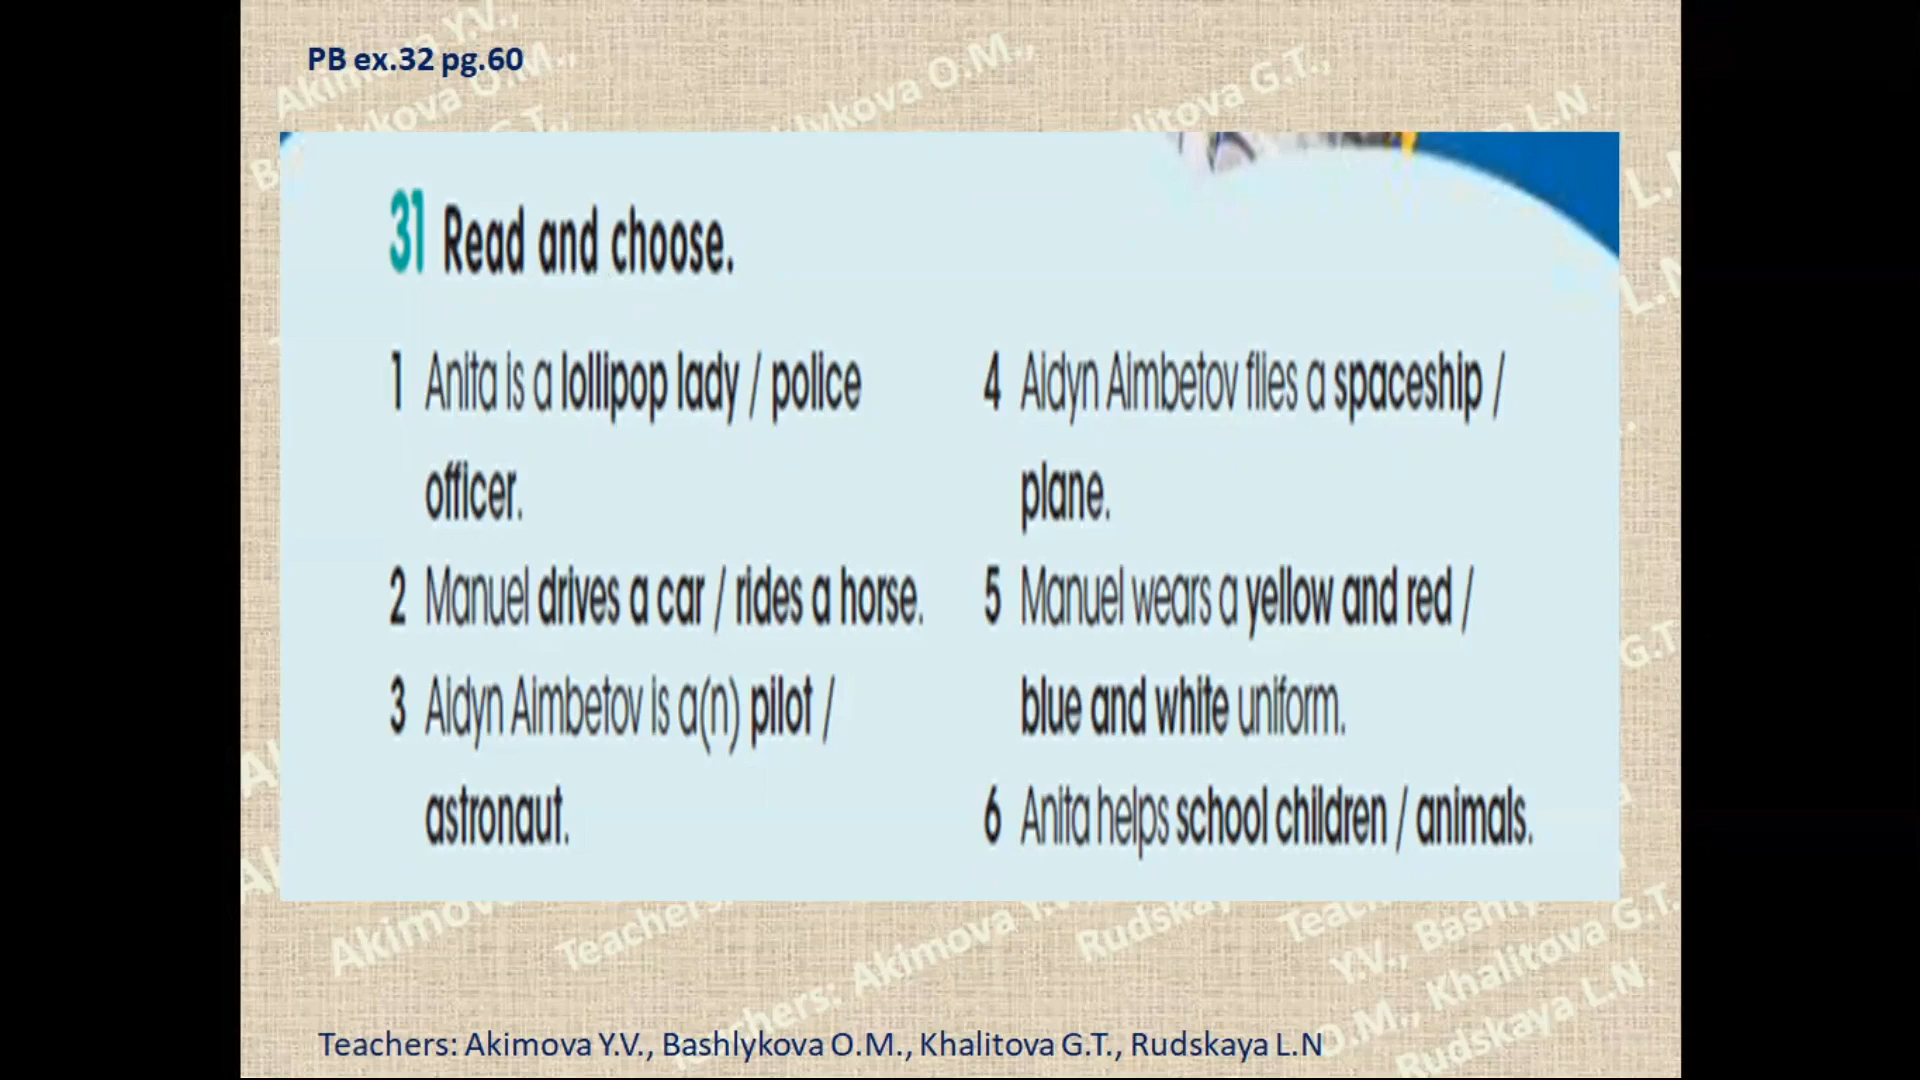 PB ex.32 pg.60
31 Read and choose.
1 Anita is a lollipop lady / police
officer.
2 Manuel drives a car / rides a horse.
3 Aidyn Aimbetov is a(n) pilot /
astronaut.
4 Aidyn Aimbetov flies a spaceship /
plane.
5 Manuel wears a yellow and red /
blue and white uniform.
6 Anita helps school children / animals.
Teachers: Akimova Y.V., Bashlykova O.M., Khalitova G.T., Rudskaya L.N